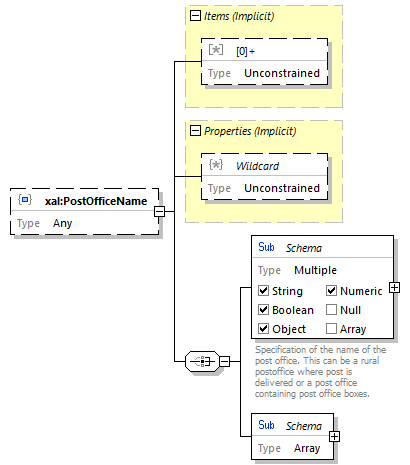 Items (Implicit)
[0]+
Type Unconstrained
Properties (Implicit)
Wildcard
Type Unconstrained
xal:PostOfficeName
Type Any
Sub Schema
Type Multiple
String Numeric
Boolean Null
Object Array
Specification of the name of the
post office. This can be a rural
postoffice where post is
delivered or a post office
containing post office boxes.
Sub Schema
Type Array